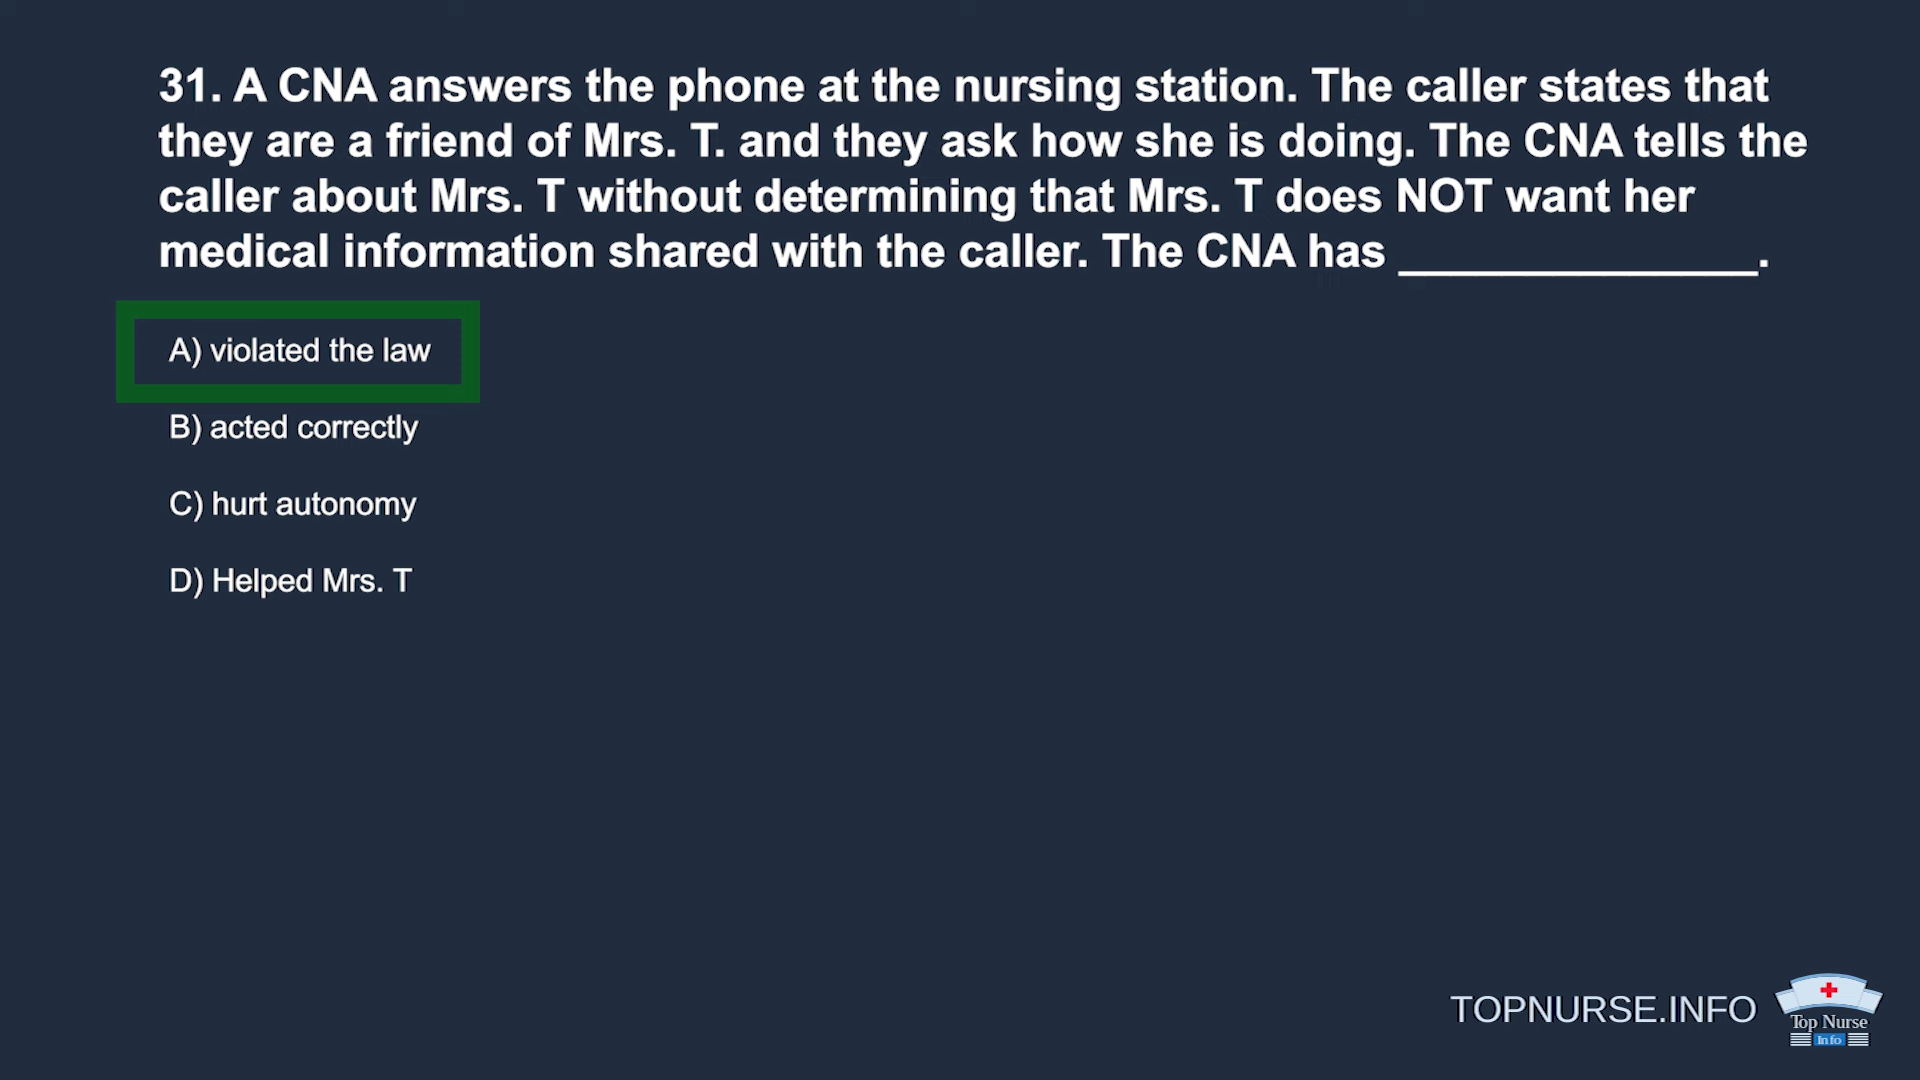 31. A CNA answers the phone at the nursing station. The caller states that
they are a friend of Mrs. T. and they ask how she is doing. The CNA tells the
caller about Mrs. T without determining that Mrs. T does NOT want her
medical information shared with the caller. The CNA has ______________.
A) violated the law
B) acted correctly
C) hurt autonomy
D) Helped Mrs. T
TOPNURSE.INFO
Top Nurse
Info